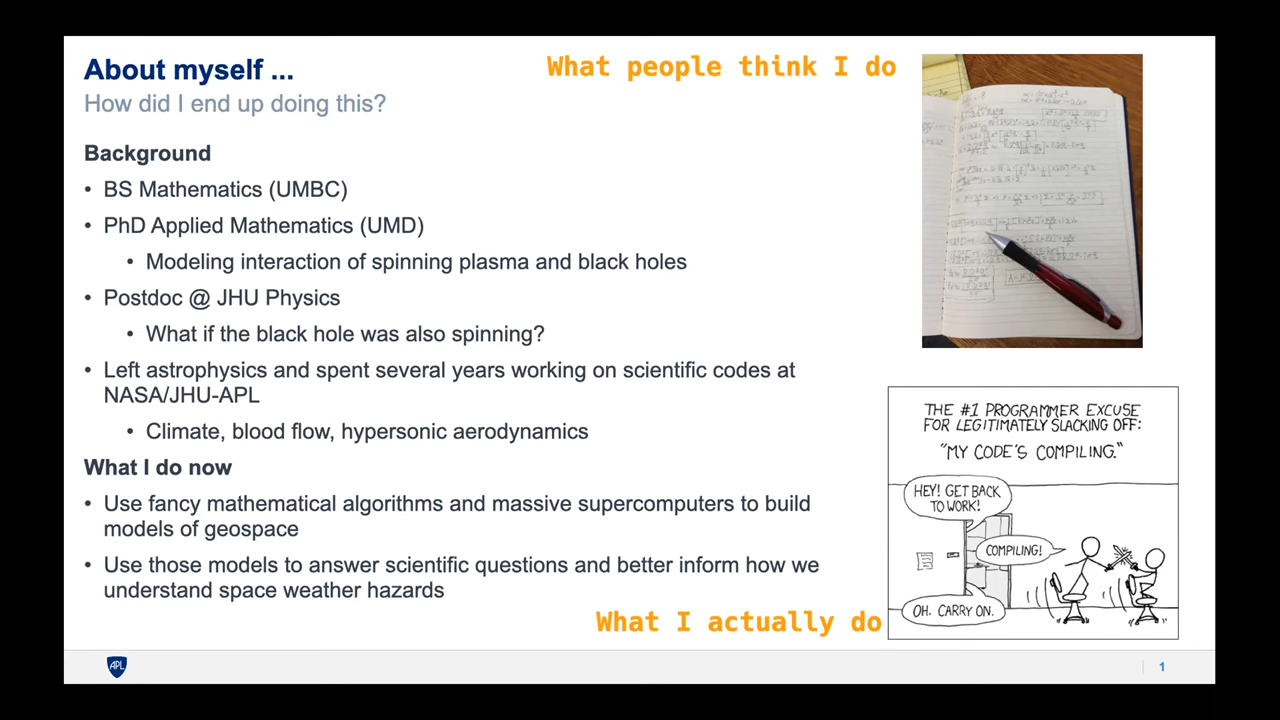 About myself ...
How did I end up doing this?
What people think I do
Background
• BS Mathematics (UMBC)
• PhD Applied Mathematics (UMD)
• Modeling interaction of spinning plasma and black holes
• Postdoc @ JHU Physics
• What if the black hole was also spinning?
• Left astrophysics and spent several years working on scientific codes at
NASA/JHU-APL
• Climate, blood flow, hypersonic aerodynamics
What I do now
• Use fancy mathematical algorithms and massive supercomputers to build
models of geospace
• Use those models to answer scientific questions and better inform how we
understand space weather hazards
THE #1 PROGRAMMER EXCUSE
FOR LEGITIMATELY SLACKING OFF:
"MY CODE'S COMPILING."
HEY! GET BACK
TO WORK!
COMPILING!
OH. CARRY ON.
What I actually do
APL
1